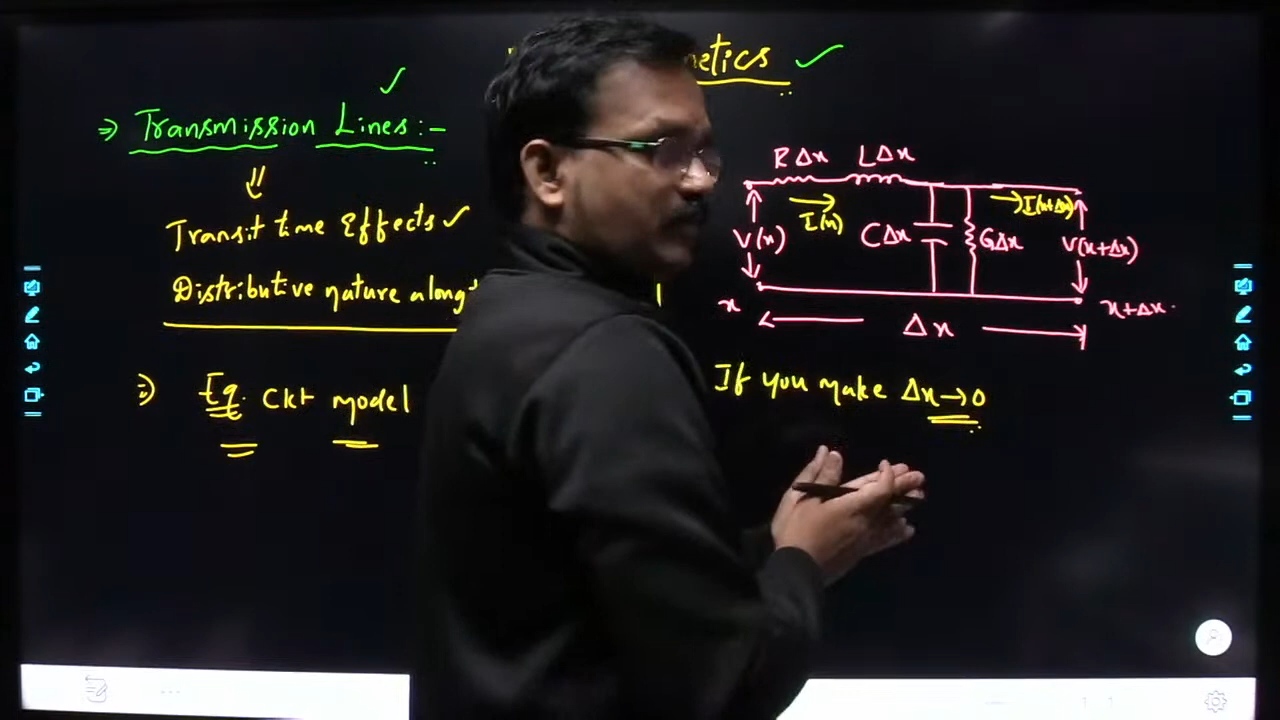 netics ✓
⇒ Transmission Lines:-
✓
⇓
Transit time Effects ✓
Distributive nature along
⇒ Eq. ckt model
RΔx LΔx
I(x)
I(x+Δx)
V(x) CΔx GΔx V(x+Δx)
x x+Δx
Δx
If you make Δx→0